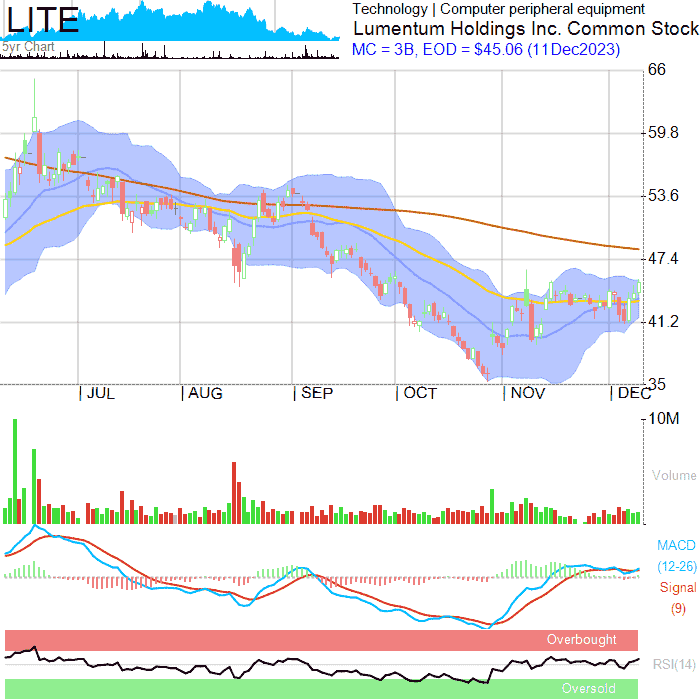 LITE
5yr Chart
Technology | Computer peripheral equipment
Lumentum Holdings Inc. Common Stock
MC = 3B, EOD = $45.06 (11Dec2023)
66
59.8
53.6
47.4
41.2
35
JUL AUG SEP OCT NOV DEC
10M
Volume
MACD
(12-26)
Signal
(9)
Overbought
RSI(14)
Oversold